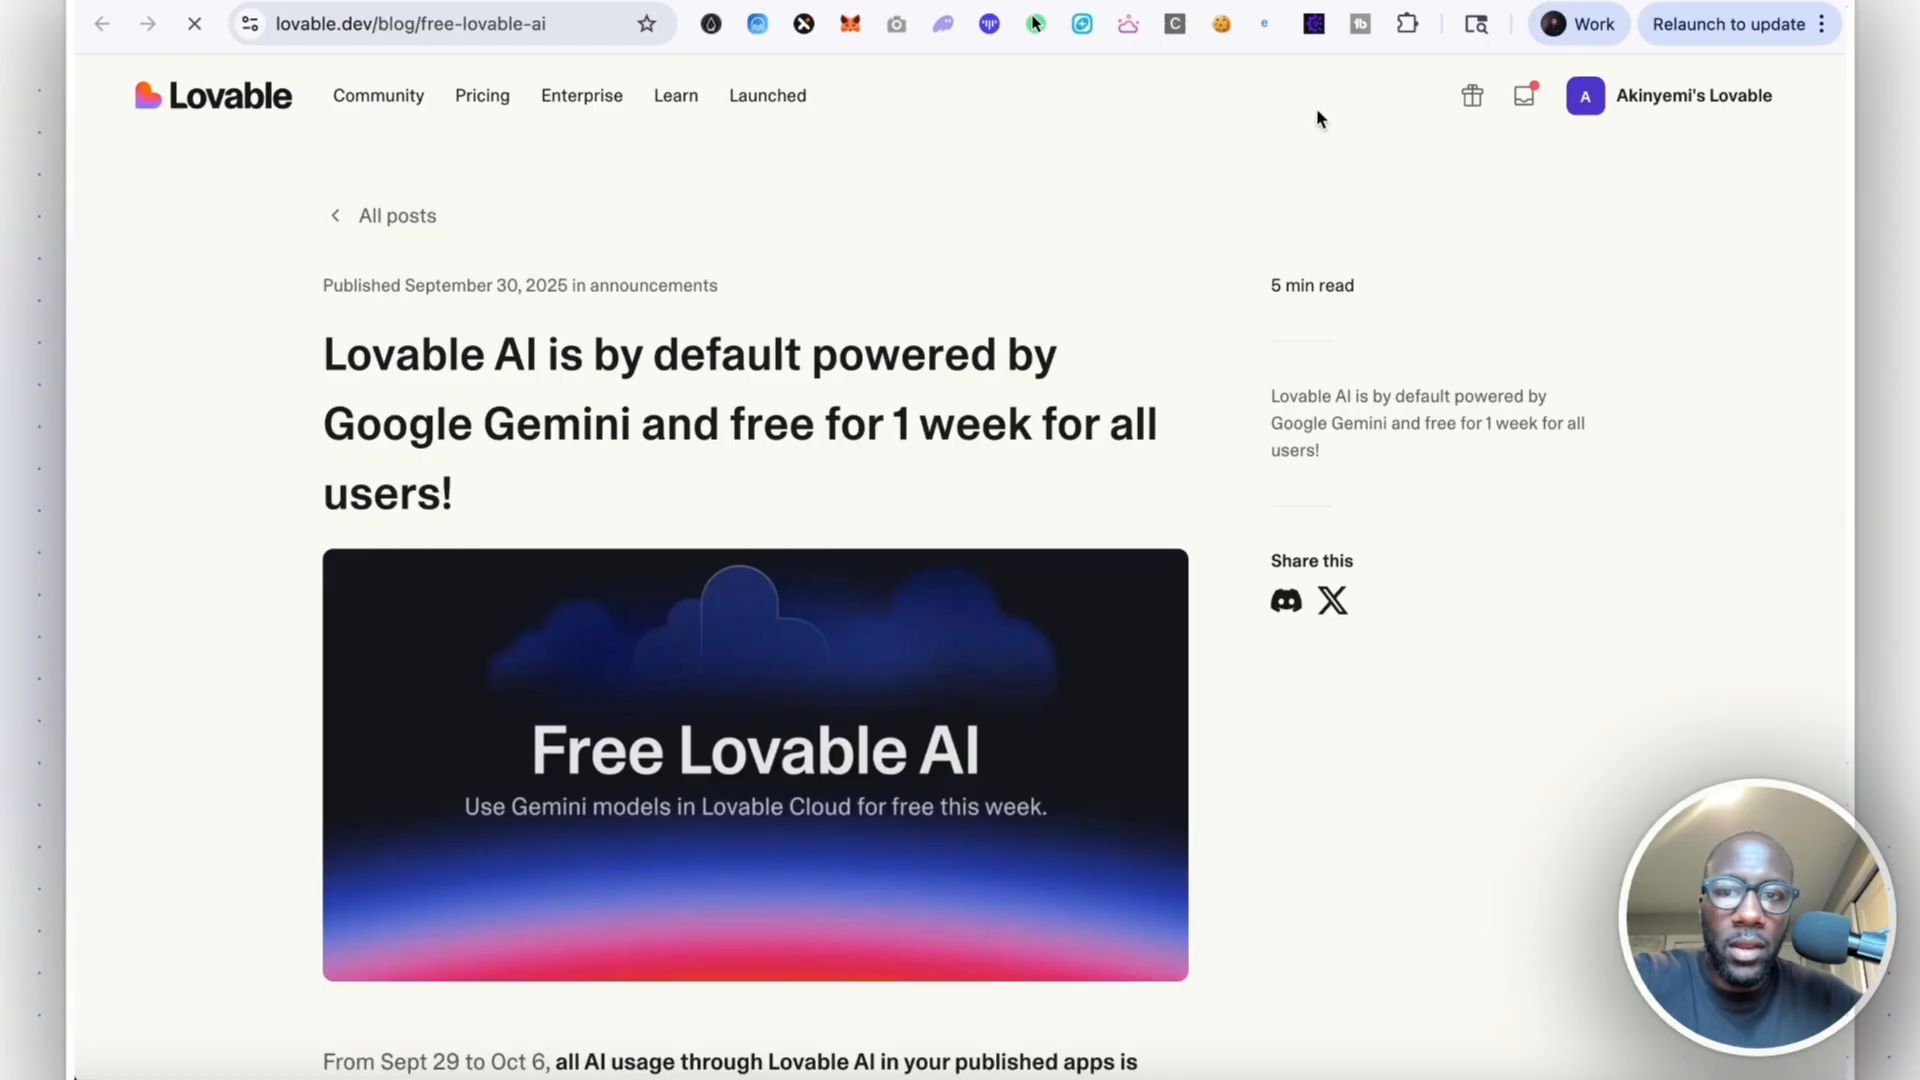 lovable.dev/blog/free-lovable-ai
C
e
tb
Work
Relaunch to update
Lovable
Community
Pricing
Enterprise
Learn
Launched
A
Akinyemi's Lovable
All posts
Published September 30, 2025 in announcements
5 min read
Lovable AI is by default powered by
Google Gemini and free for 1 week for all
users!
Lovable AI is by default powered by
Google Gemini and free for 1 week for all
users!
Share this
Free Lovable AI
Use Gemini models in Lovable Cloud for free this week.
From Sept 29 to Oct 6, all AI usage through Lovable AI in your published apps is